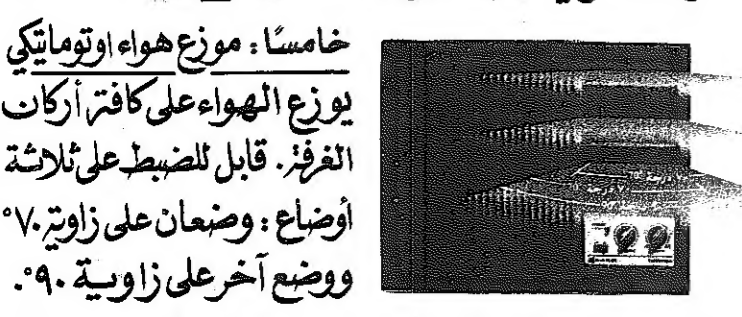 خامسًا: موزع هواء اوتوماتيكي
يوزع الهواء على كافة أركان
الغرفة. قابل للضبط على ثلاثة
أوضاع: وضعان على زاوية ٧٠°
ووضع آخر على زاويــة ٩٠°.